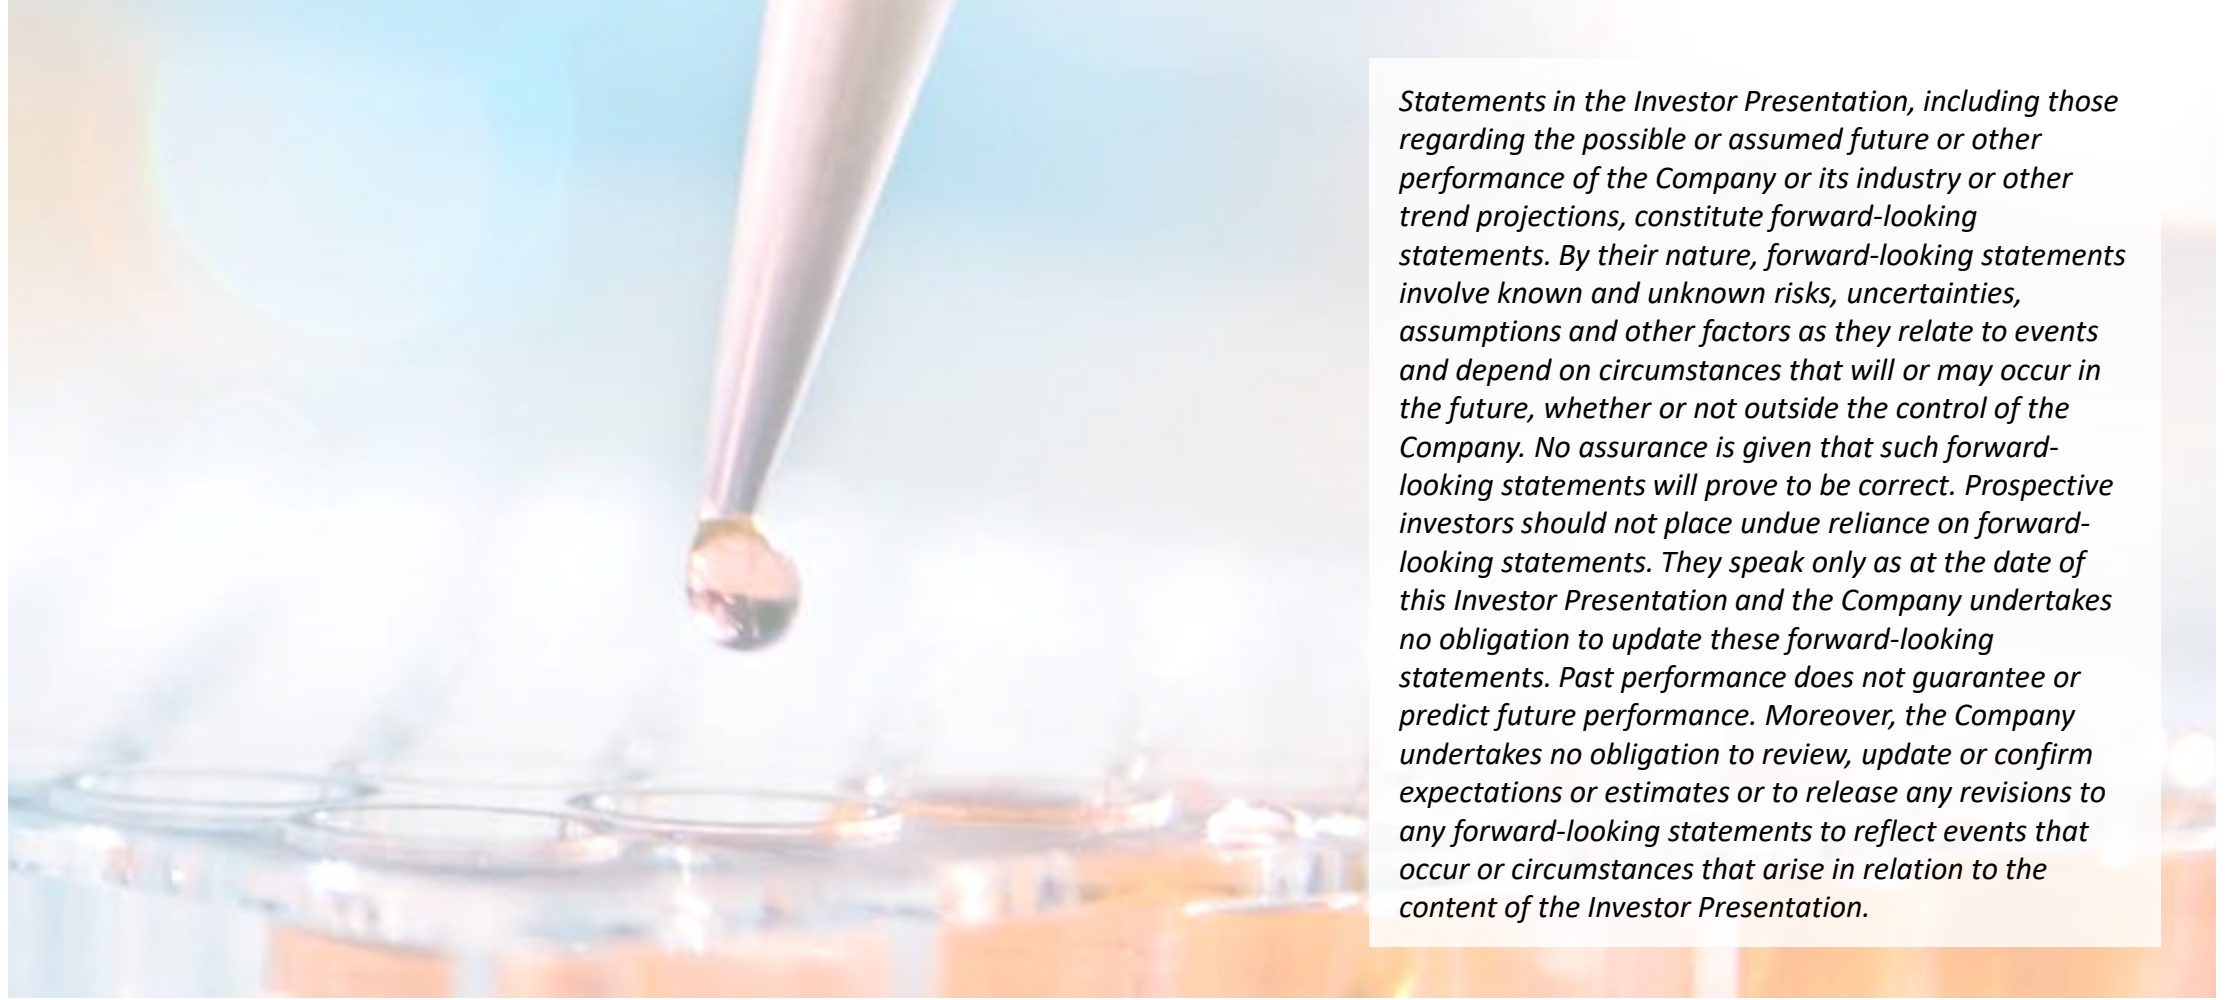 Statements in the Investor Presentation, including those
regarding the possible or assumed future or other
performance of the Company or its industry or other
trend projections, constitute forward-looking
statements. By their nature, forward-looking statements
involve known and unknown risks, uncertainties,
assumptions and other factors as they relate to events
and depend on circumstances that will or may occur in
the future, whether or not outside the control of the
Company. No assurance is given that such forward-
looking statements will prove to be correct. Prospective
investors should not place undue reliance on forward-
looking statements. They speak only as at the date of
this Investor Presentation and the Company undertakes
no obligation to update these forward-looking
statements. Past performance does not guarantee or
predict future performance. Moreover, the Company
undertakes no obligation to review, update or confirm
expectations or estimates or to release any revisions to
any forward-looking statements to reflect events that
occur or circumstances that arise in relation to the
content of the Investor Presentation.